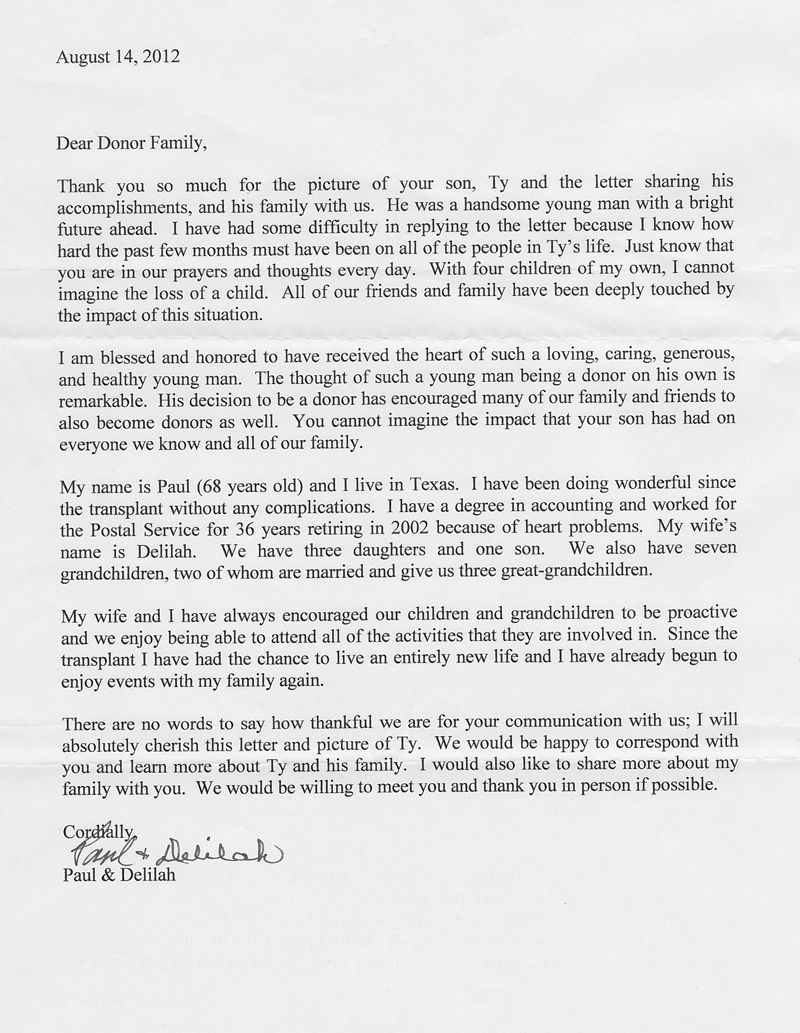 August 14, 2012
Dear Donor Family,
Thank you so much for the picture of your son, Ty and the letter sharing his
accomplishments, and his family with us. He was a handsome young man with a bright
future ahead. I have had some difficulty in replying to the letter because I know how
hard the past few months must have been on all of the people in Ty's life. Just know that
you are in our prayers and thoughts every day. With four children of my own, I cannot
imagine the loss of a child. All of our friends and family have been deeply touched by
the impact of this situation.
I am blessed and honored to have received the heart of such a loving, caring, generous,
and healthy young man. The thought of such a young man being a donor on his own is
remarkable. His decision to be a donor has encouraged many of our family and friends to
also become donors as well. You cannot imagine the impact that your son has had on
everyone we know and all of our family.
My name is Paul (68 years old) and I live in Texas. I have been doing wonderful since
the transplant without any complications. I have a degree in accounting and worked for
the Postal Service for 36 years retiring in 2002 because of heart problems. My wife's
name is Delilah. We have three daughters and one son. We also have seven
grandchildren, two of whom are married and give us three great-grandchildren.
My wife and I have always encouraged our children and grandchildren to be proactive
and we enjoy being able to attend all of the activities that they are involved in. Since the
transplant I have had the chance to live an entirely new life and I have already begun to
enjoy events with my family again.
There are no words to say how thankful we are for your communication with us; I will
absolutely cherish this letter and picture of Ty. We would be happy to correspond with
you and learn more about Ty and his family. I would also like to share more about my
family with you. We would be willing to meet you and thank you in person if possible.
Cordially,
Paul + Delilah
Paul & Delilah